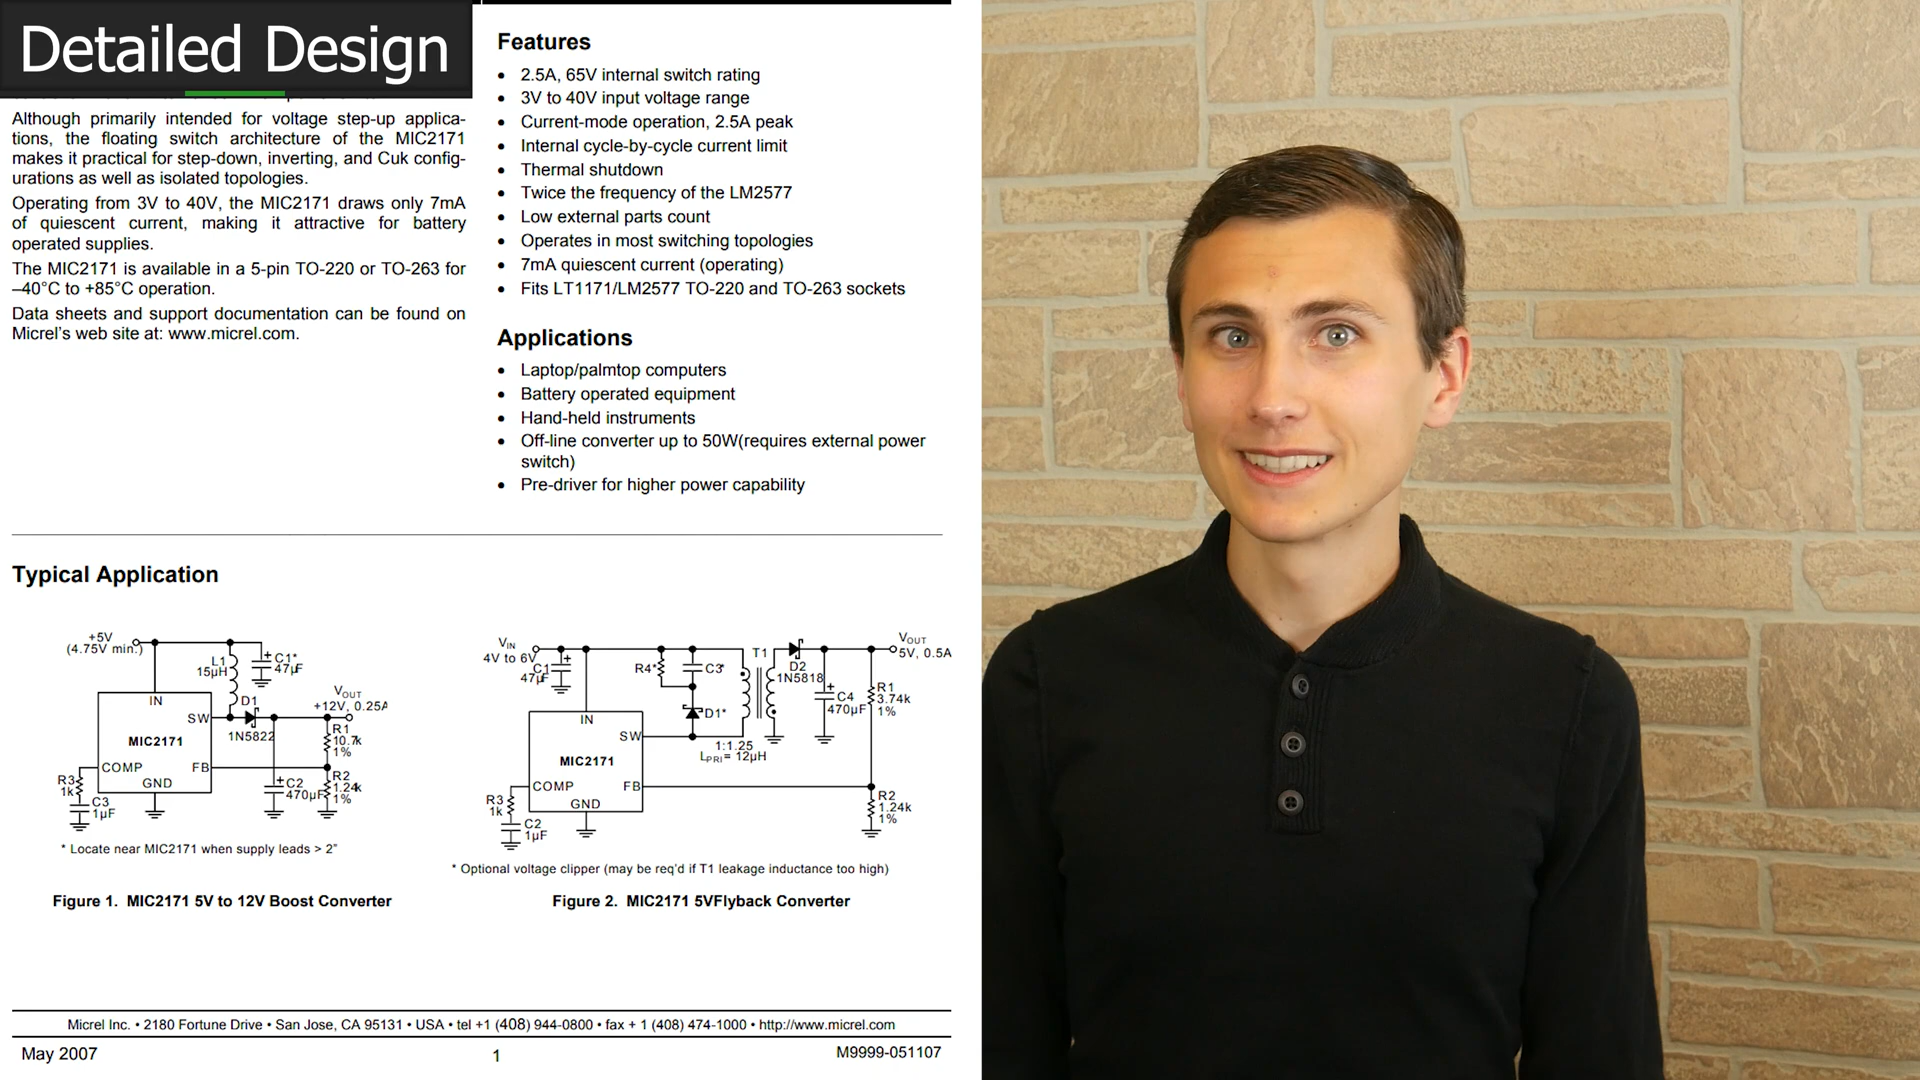 Detailed Design
Although primarily intended for voltage step-up applica-
tions, the floating switch architecture of the MIC2171
makes it practical for step-down, inverting, and Cuk config-
urations as well as isolated topologies.
Operating from 3V to 40V, the MIC2171 draws only 7mA
of quiescent current, making it attractive for battery
operated supplies.
The MIC2171 is available in a 5-pin TO-220 or TO-263 for
–40°C to +85°C operation.
Data sheets and support documentation can be found on
Micrel's web site at: www.micrel.com.
Features
• 2.5A, 65V internal switch rating
• 3V to 40V input voltage range
• Current-mode operation, 2.5A peak
• Internal cycle-by-cycle current limit
• Thermal shutdown
• Twice the frequency of the LM2577
• Low external parts count
• Operates in most switching topologies
• 7mA quiescent current (operating)
• Fits LT1171/LM2577 TO-220 and TO-263 sockets
Applications
• Laptop/palmtop computers
• Battery operated equipment
• Hand-held instruments
• Off-line converter up to 50W(requires external power
switch)
• Pre-driver for higher power capability
Typical Application
+5V
(4.75V min.)
L1
15µH
C1*
47µF
IN
SW
D1
1N5822
VOUT
+12V, 0.25A
MIC2171
R1
10.7k
1%
COMP
FB
GND
R3
1k
C3
1µF
C2
470µF
R2
1.24k
1%
* Locate near MIC2171 when supply leads > 2"
Figure 1. MIC2171 5V to 12V Boost Converter
VIN
4V to 6V
C1
47µF
R4*
C3*
T1
D2
1N5818
VOUT
5V, 0.5A
D1*
C4
470µF
R1
3.74k
1%
IN
SW
1:1.25
LPRI = 12µH
MIC2171
COMP
FB
GND
R3
1k
C2
1µF
R2
1.24k
1%
* Optional voltage clipper (may be req'd if T1 leakage inductance too high)
Figure 2. MIC2171 5VFlyback Converter
Micrel Inc. • 2180 Fortune Drive • San Jose, CA 95131 • USA • tel +1 (408) 944-0800 • fax + 1 (408) 474-1000 • http://www.micrel.com
May 2007
1
M9999-051107